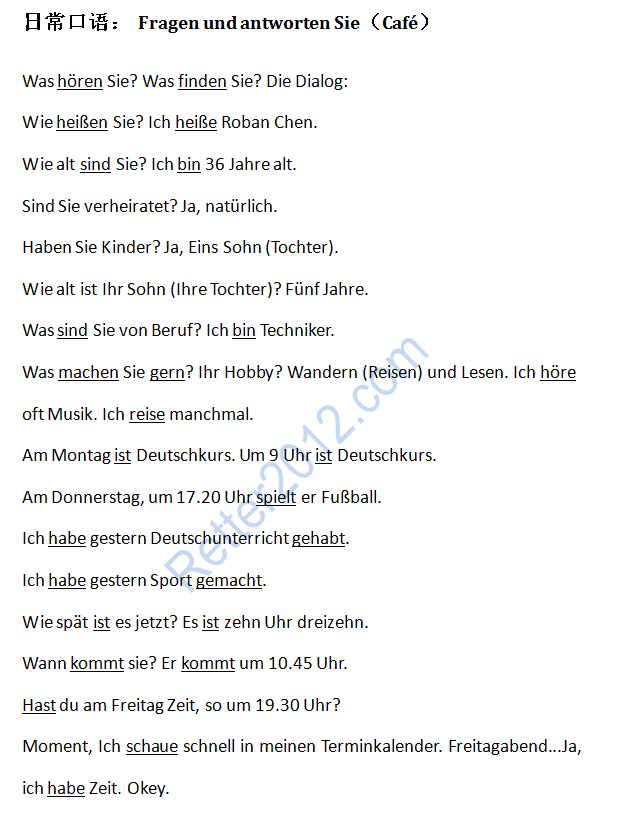 日常口语： Fragen und antworten Sie（Café）
Was hören Sie? Was finden Sie? Die Dialog:
Wie heißen Sie? Ich heiße Roban Chen.
Wie alt sind Sie? Ich bin 36 Jahre alt.
Sind Sie verheiratet? Ja, natürlich.
Haben Sie Kinder? Ja, Eins Sohn (Tochter).
Wie alt ist Ihr Sohn (Ihre Tochter)? Fünf Jahre.
Was sind Sie von Beruf? Ich bin Techniker.
Was machen Sie gern? Ihr Hobby? Wandern (Reisen) und Lesen. Ich höre
oft Musik. Ich reise manchmal.
Am Montag ist Deutschkurs. Um 9 Uhr ist Deutschkurs.
Am Donnerstag, um 17.20 Uhr spielt er Fußball.
Ich habe gestern Deutschunterricht gehabt.
Ich habe gestern Sport gemacht.
Wie spät ist es jetzt? Es ist zehn Uhr dreizehn.
Wann kommt sie? Er kommt um 10.45 Uhr.
Hast du am Freitag Zeit, so um 19.30 Uhr?
Moment, Ich schaue schnell in meinen Terminkalender. Freitagabend...Ja,
ich habe Zeit. Okey.
Retter2012.com